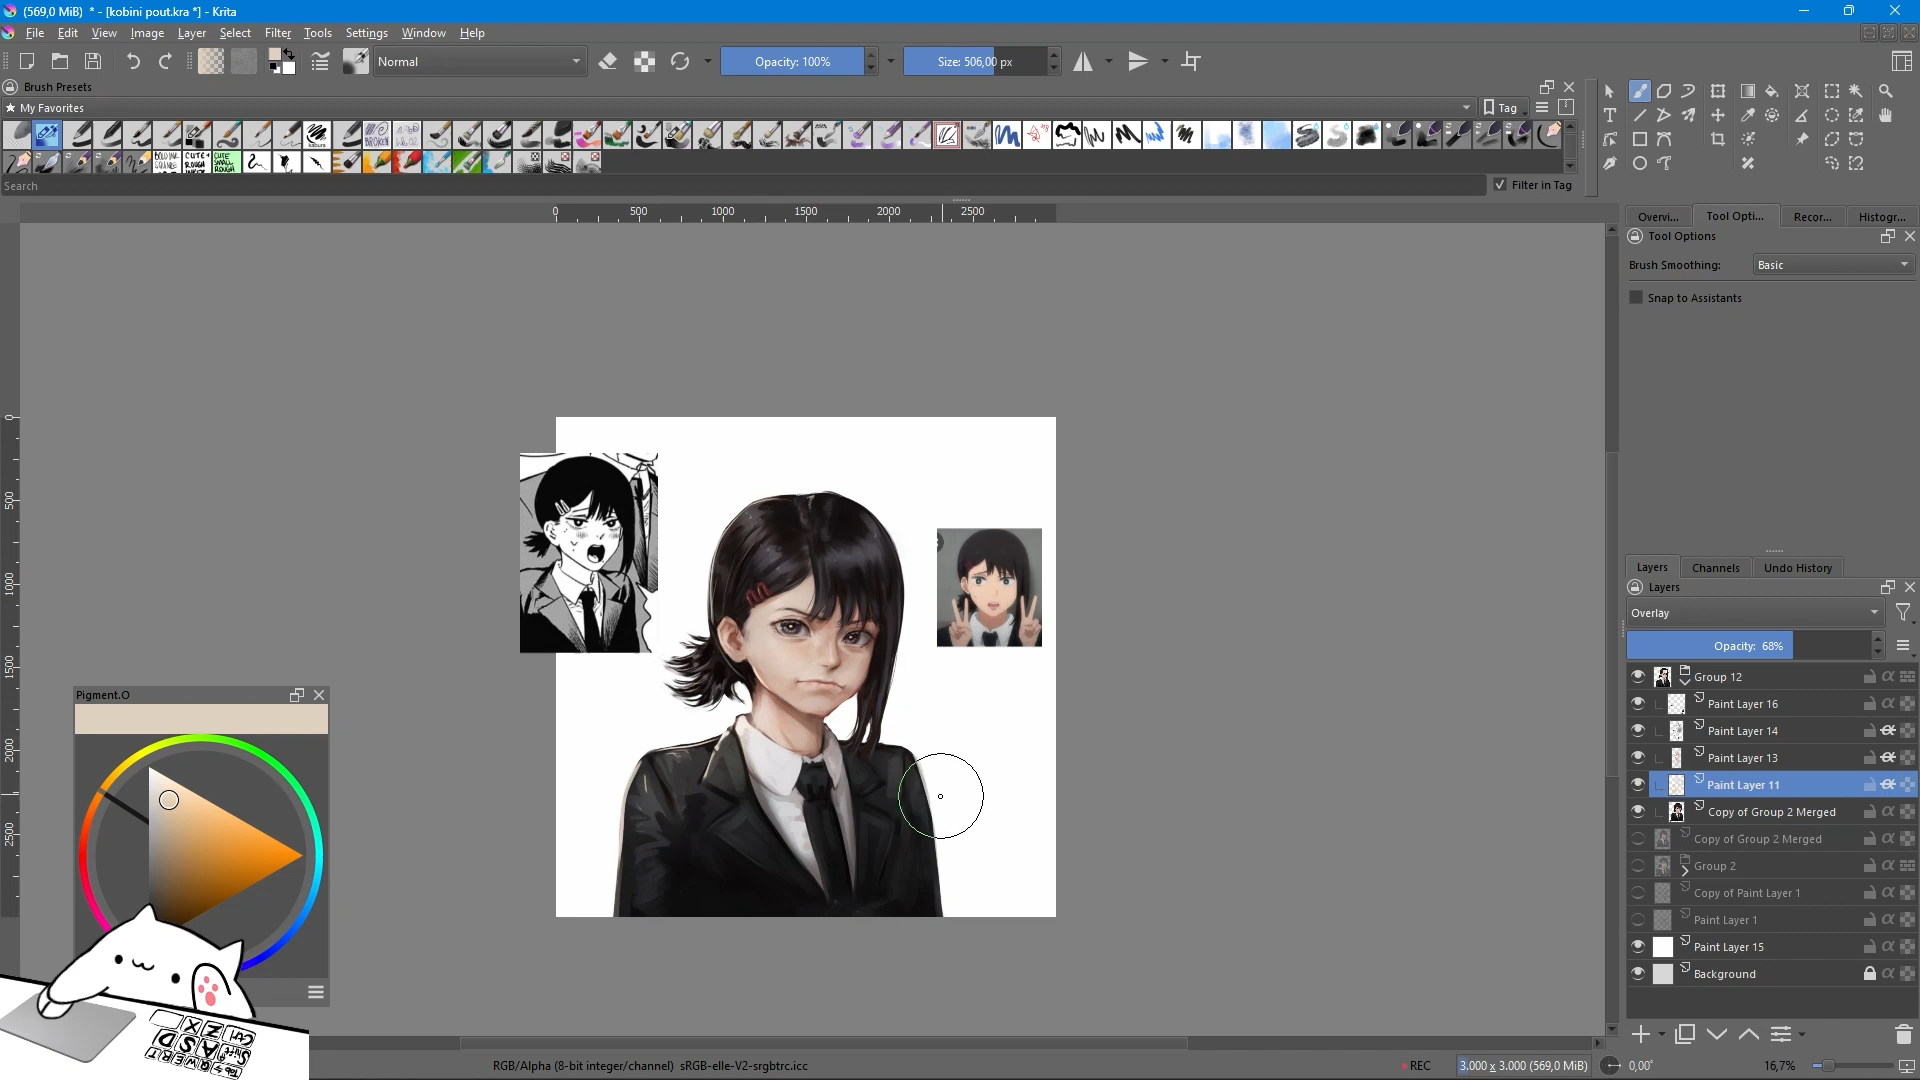 (569,0 MiB) * - [kobini pout.kra *] - Krita
File Edit View Image Layer Select Filter Tools Settings Window Help
Normal
Opacity: 100%
Size: 506,00 px
Brush Presets
★ My Favorites
Tag
Search
Filter in Tag
0 500 1000 1500 2000 2500
0
500
1000
1500
2000
2500
Overvi... Tool Opti... Recor... Histogr...
Tool Options
Brush Smoothing: Basic
Snap to Assistants
Layers Channels Undo History
Layers
Overlay
Opacity: 68%
Group 12
Paint Layer 16
Paint Layer 14
Paint Layer 13
Paint Layer 11
Copy of Group 2 Merged
Copy of Group 2 Merged
Group 2
Copy of Paint Layer 1
Paint Layer 1
Paint Layer 15
Background
Pigment.O
RGB/Alpha (8-bit integer/channel) sRGB-elle-V2-srgbtrc.icc
REC
3.000 x 3.000 (569,0 MiB)
0,00°
16,7%